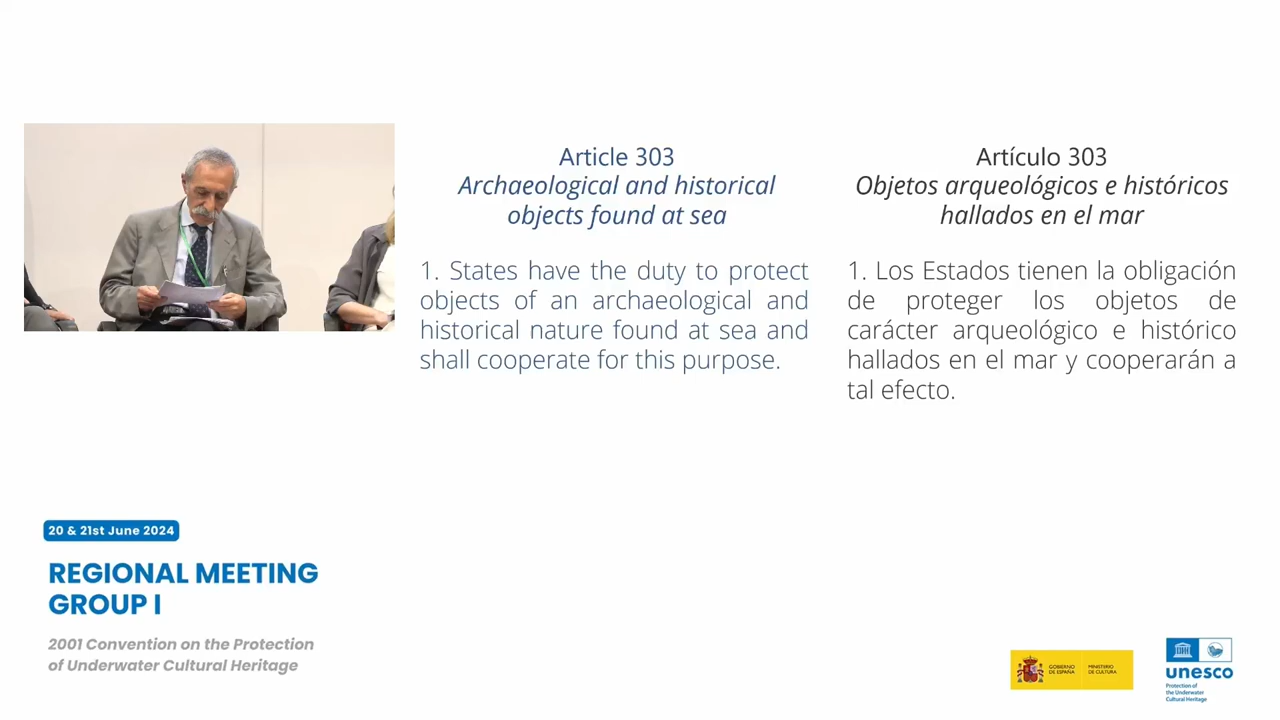 Article 303
Archaeological and historical
objects found at sea
1. States have the duty to protect
objects of an archaeological and
historical nature found at sea and
shall cooperate for this purpose.
Artículo 303
Objetos arqueológicos e históricos
hallados en el mar
1. Los Estados tienen la obligación
de proteger los objetos de
carácter arqueológico e histórico
hallados en el mar y cooperarán a
tal efecto.
20 & 21st June 2024
REGIONAL MEETING
GROUP I
2001 Convention on the Protection
of Underwater Cultural Heritage
GOBIERNO
DE ESPAÑA
MINISTERIO
DE CULTURA
unesco
Protection of
the Underwater
Cultural Heritage